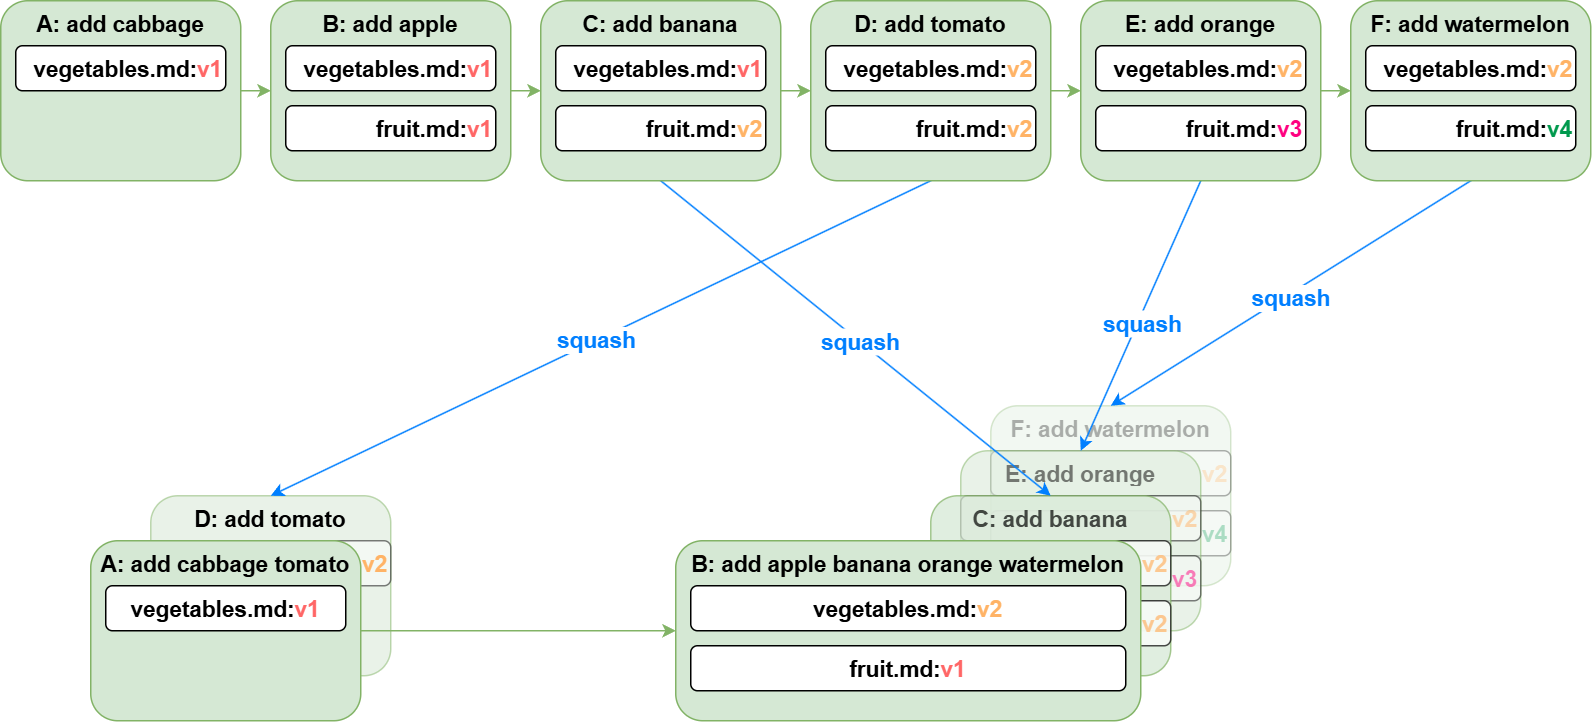 A: add cabbage
vegetables.md:v1
B: add apple
vegetables.md:v1
fruit.md:v1
C: add banana
vegetables.md:v1
fruit.md:v2
D: add tomato
vegetables.md:v2
fruit.md:v2
E: add orange
vegetables.md:v2
fruit.md:v3
F: add watermelon
vegetables.md:v2
fruit.md:v4
squash
squash
squash
squash
D: add tomato
v2
A: add cabbage tomato
vegetables.md:v1
F: add watermelon
v2
v4
E: add orange
v2
v3
C: add banana
v2
v2
B: add apple banana orange watermelon
vegetables.md:v2
fruit.md:v1